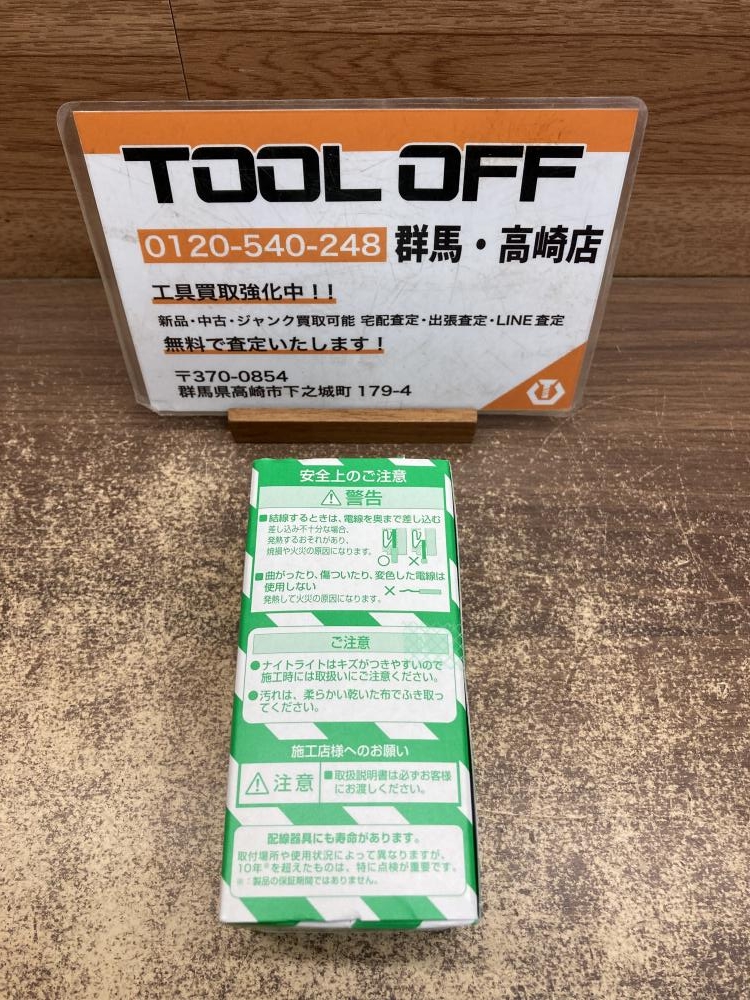 TOOL OFF
0120-540-248 群馬・高崎店
工具買取強化中！！
新品・中古・ジャンク買取可能 宅配査定・出張査定・LINE査定
無料で査定いたします！
〒370-0854
群馬県高崎市下之城町 179-4
安全上のご注意
警告
■結線するときは、電線を奥まで差し込む
差し込み不十分な場合、
発熱するおそれがあり、
焼損や火災の原因になります。
○ ×
■曲がったり、傷ついたり、変色した電線は
使用しない
発熱して火災の原因になります。
×
ご注意
●ナイトライトはキズがつきやすいので
施工時には取扱いにご注意ください。
●汚れは、柔らかい乾いた布でふき取っ
てください。
施工店様へのお願い
注意
■取扱説明書は必ずお客様
にお渡しください。
配線器具にも寿命があります。
取付場所や使用状況によって異なりますが、
10年※を超えたものは、特に点検が重要です。
※：製品の保証期間ではありません。